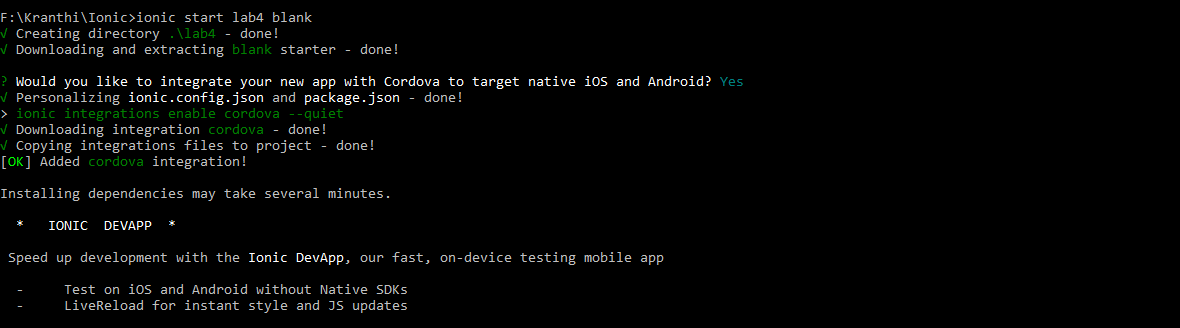 F:\Kranthi\Ionic>ionic start lab4 blank
√ Creating directory .\lab4 - done!
√ Downloading and extracting blank starter - done!
? Would you like to integrate your new app with Cordova to target native iOS and Android? Yes
√ Personalizing ionic.config.json and package.json - done!
> ionic integrations enable cordova --quiet
√ Downloading integration cordova - done!
√ Copying integrations files to project - done!
[OK] Added cordova integration!
Installing dependencies may take several minutes.
* IONIC DEVAPP *
Speed up development with the Ionic DevApp, our fast, on-device testing mobile app
- Test on iOS and Android without Native SDKs
- LiveReload for instant style and JS updates